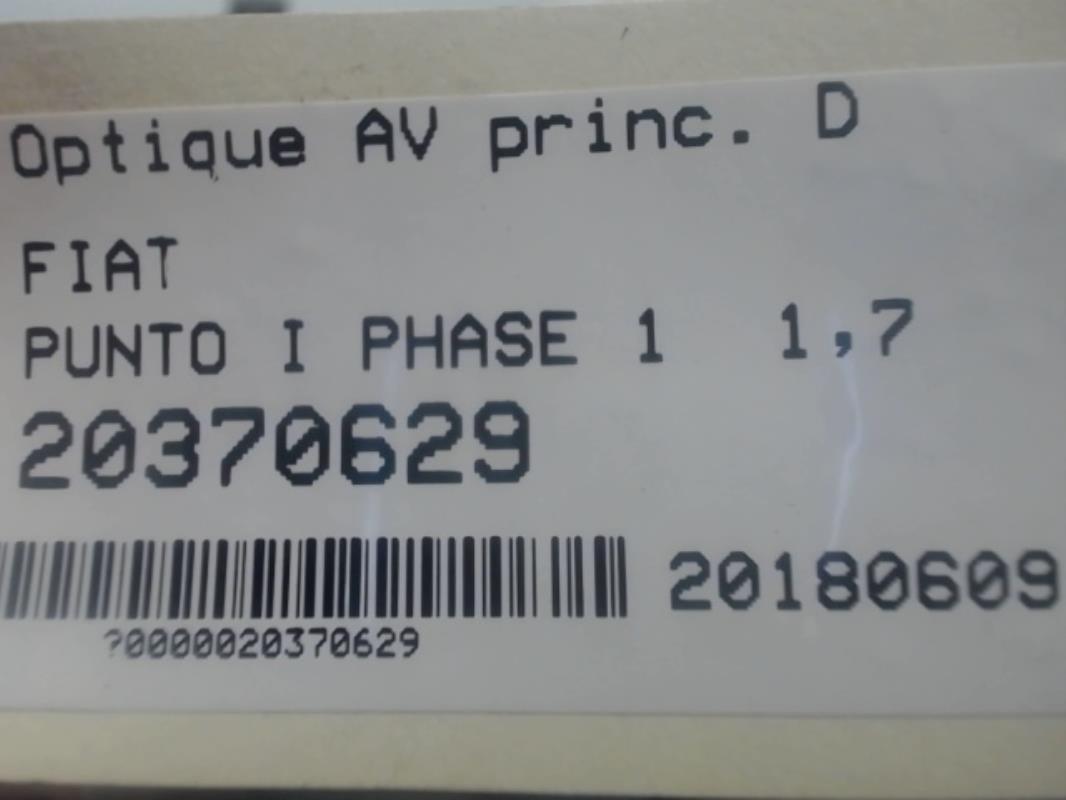 Optique AV princ. D
FIAT
PUNTO I PHASE 1 1,7
20370629
20180609
?0000020370629